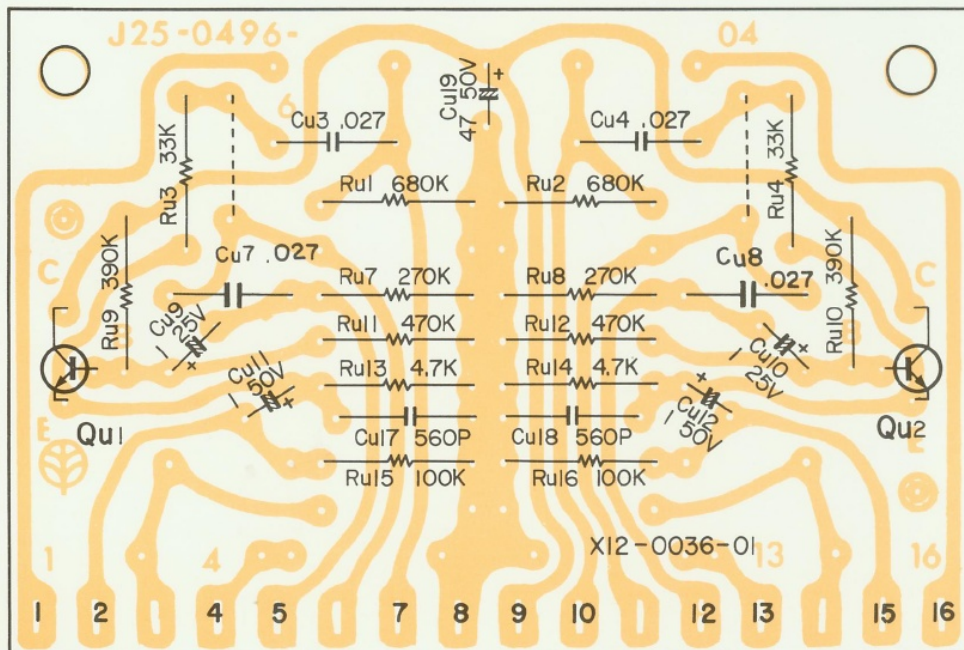 J25-0496-
04
6
Cu19
47 50V
+
Cu3 .027
Cu4 .027
Ru3 33K
Ru4 33K
Ru1 680K
Ru2 680K
Cu7 .027
Cu8 .027
C
C
Ru9 390K
Ru10 390K
Ru7 270K
Ru8 270K
Cu9
- 25V +
Cu10
- 25V +
B
B
Ru11 470K
Ru12 470K
Ru13 4.7K
Ru14 4.7K
Cu11
- 50V +
Cu12
- 50V +
Qu1
Qu2
E
E
Cu17 560P
Cu18 560P
Ru15 100K
Ru16 100K
X12-0036-01
1
4
13
16
1 2 4 5 7 8 9 10 12 13 15 16